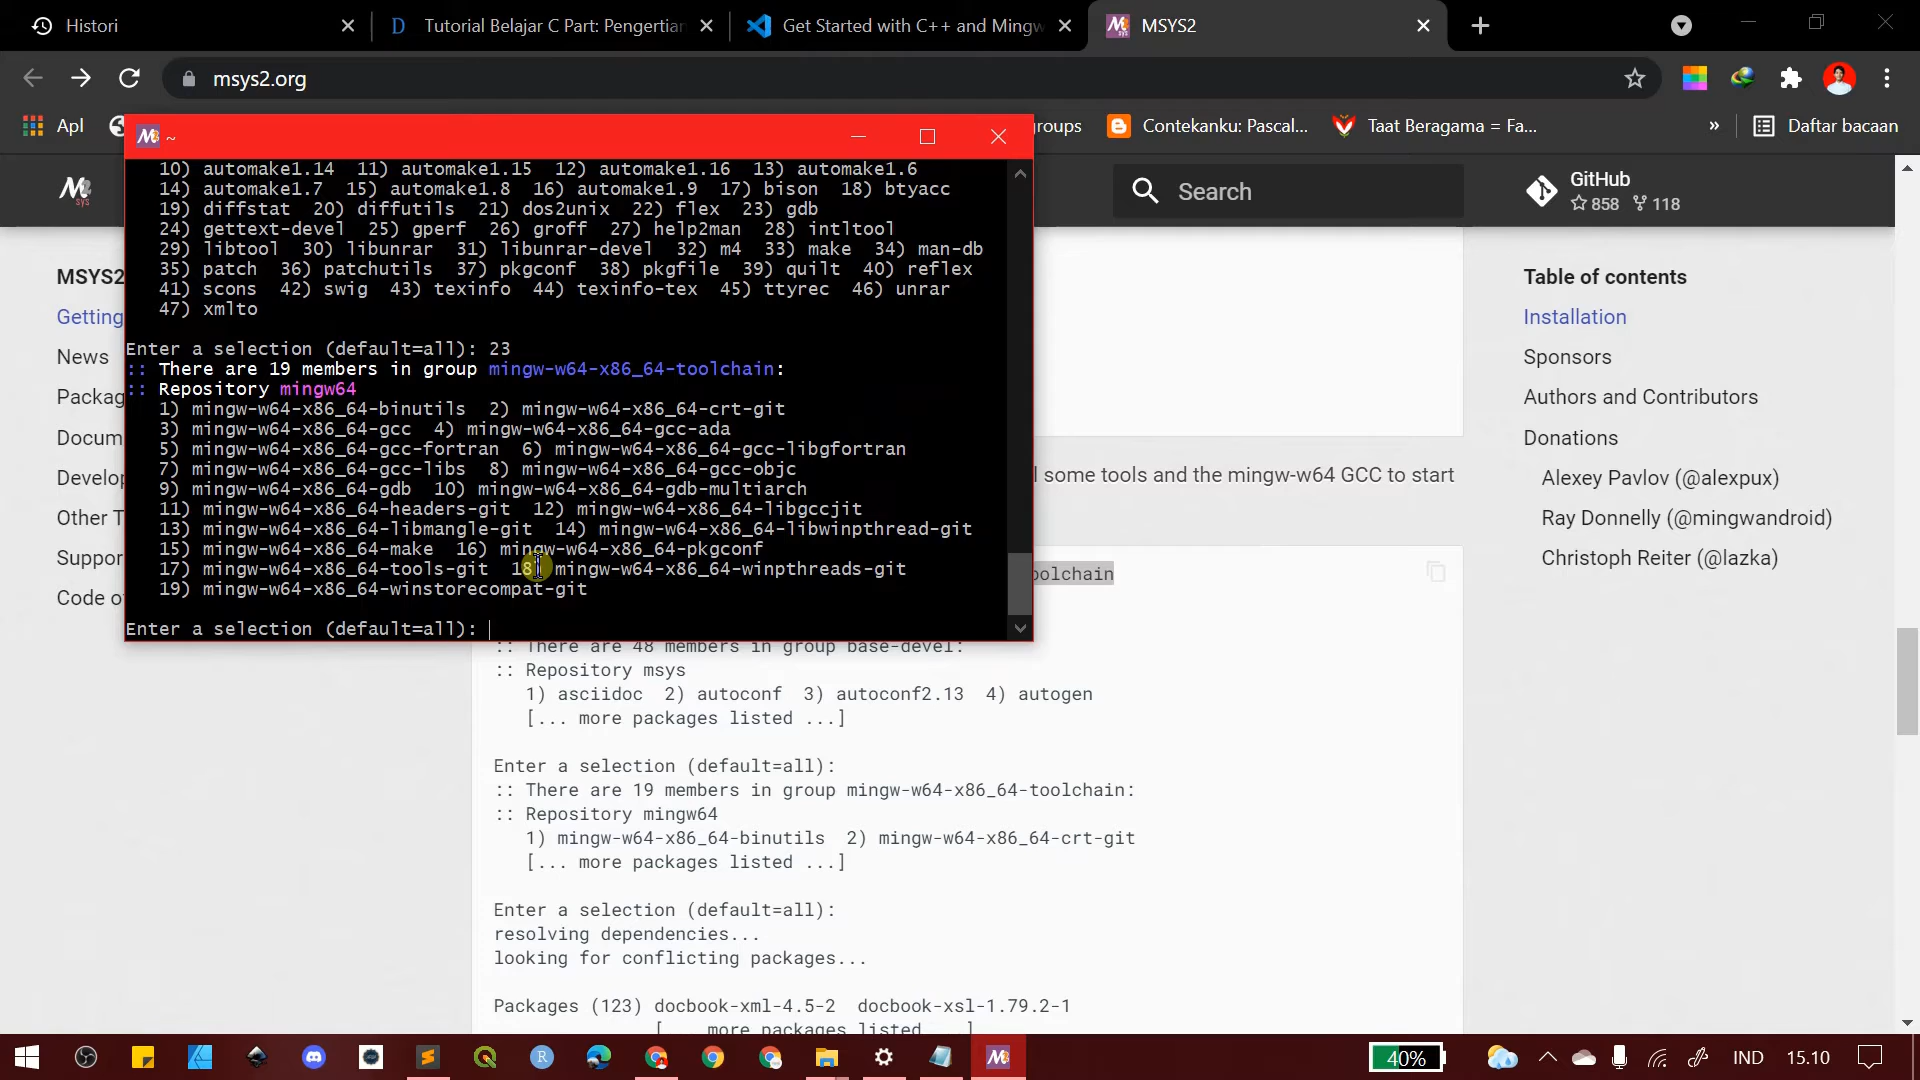 Histori
Tutorial Belajar C Part: Pengertian
Get Started with C++ and Mingw
MSYS2
msys2.org
Apl
groups
Contekanku: Pascal...
Taat Beragama = Fa...
»
Daftar bacaan
~
Search
GitHub
858 118
10) automake1.14 11) automake1.15 12) automake1.16 13) automake1.6
14) automake1.7 15) automake1.8 16) automake1.9 17) bison 18) btyacc
19) diffstat 20) diffutils 21) dos2unix 22) flex 23) gdb
24) gettext-devel 25) gperf 26) groff 27) help2man 28) intltool
29) libtool 30) libunrar 31) libunrar-devel 32) m4 33) make 34) man-db
35) patch 36) patchutils 37) pkgconf 38) pkgfile 39) quilt 40) reflex
41) scons 42) swig 43) texinfo 44) texinfo-tex 45) ttyrec 46) unrar
47) xmlto
Enter a selection (default=all): 23
:: There are 19 members in group mingw-w64-x86_64-toolchain:
:: Repository mingw64
1) mingw-w64-x86_64-binutils 2) mingw-w64-x86_64-crt-git
3) mingw-w64-x86_64-gcc 4) mingw-w64-x86_64-gcc-ada
5) mingw-w64-x86_64-gcc-fortran 6) mingw-w64-x86_64-gcc-libgfortran
7) mingw-w64-x86_64-gcc-libs 8) mingw-w64-x86_64-gcc-objc
9) mingw-w64-x86_64-gdb 10) mingw-w64-x86_64-gdb-multiarch
11) mingw-w64-x86_64-headers-git 12) mingw-w64-x86_64-libgccjit
13) mingw-w64-x86_64-libmangle-git 14) mingw-w64-x86_64-libwinpthread-git
15) mingw-w64-x86_64-make 16) mingw-w64-x86_64-pkgconf
17) mingw-w64-x86_64-tools-git 18) mingw-w64-x86_64-winpthreads-git
19) mingw-w64-x86_64-winstorecompat-git
Enter a selection (default=all):
MSYS2
Getting
News
Packag
Docum
Develop
Other T
Suppor
Code of
l some tools and the mingw-w64 GCC to start
oolchain
:: There are 48 members in group base-devel:
:: Repository msys
1) asciidoc 2) autoconf 3) autoconf2.13 4) autogen
[... more packages listed ...]
Enter a selection (default=all):
:: There are 19 members in group mingw-w64-x86_64-toolchain:
:: Repository mingw64
1) mingw-w64-x86_64-binutils 2) mingw-w64-x86_64-crt-git
[... more packages listed ...]
Enter a selection (default=all):
resolving dependencies...
looking for conflicting packages...
Packages (123) docbook-xml-4.5-2 docbook-xsl-1.79.2-1
[... more packages listed ...]
Table of contents
Installation
Sponsors
Authors and Contributors
Donations
Alexey Pavlov (@alexpux)
Ray Donnelly (@mingwandroid)
Christoph Reiter (@lazka)
40%
IND
15.10